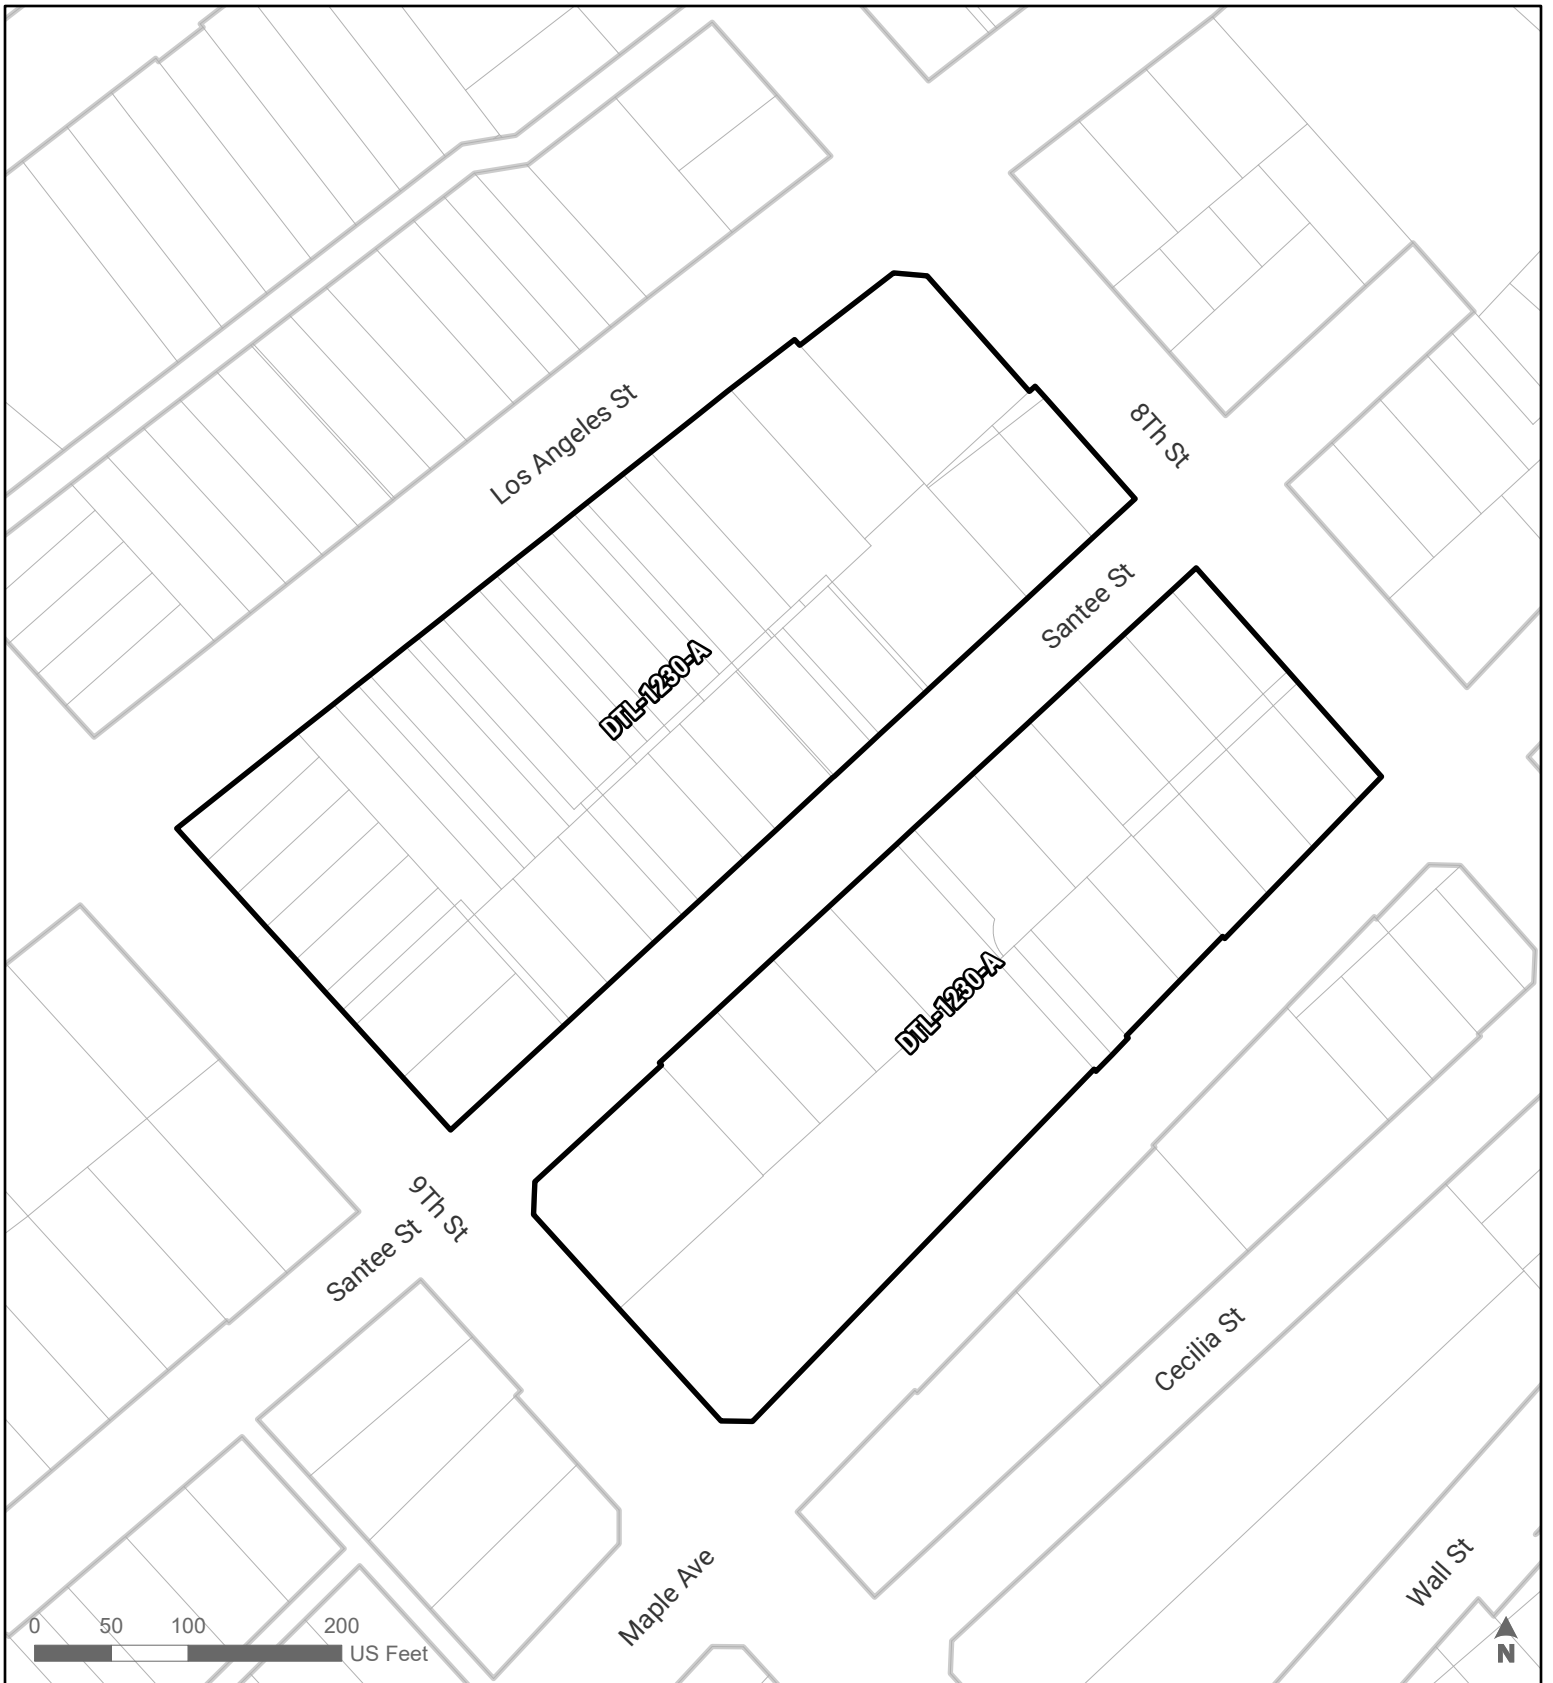 Los Angeles St
8Th St
Santee St
DTL-1230-A
DTL-1230-A
9Th St
Santee St
Cecilia St
Maple Ave
Wall St
0 50 100 200
US Feet
N